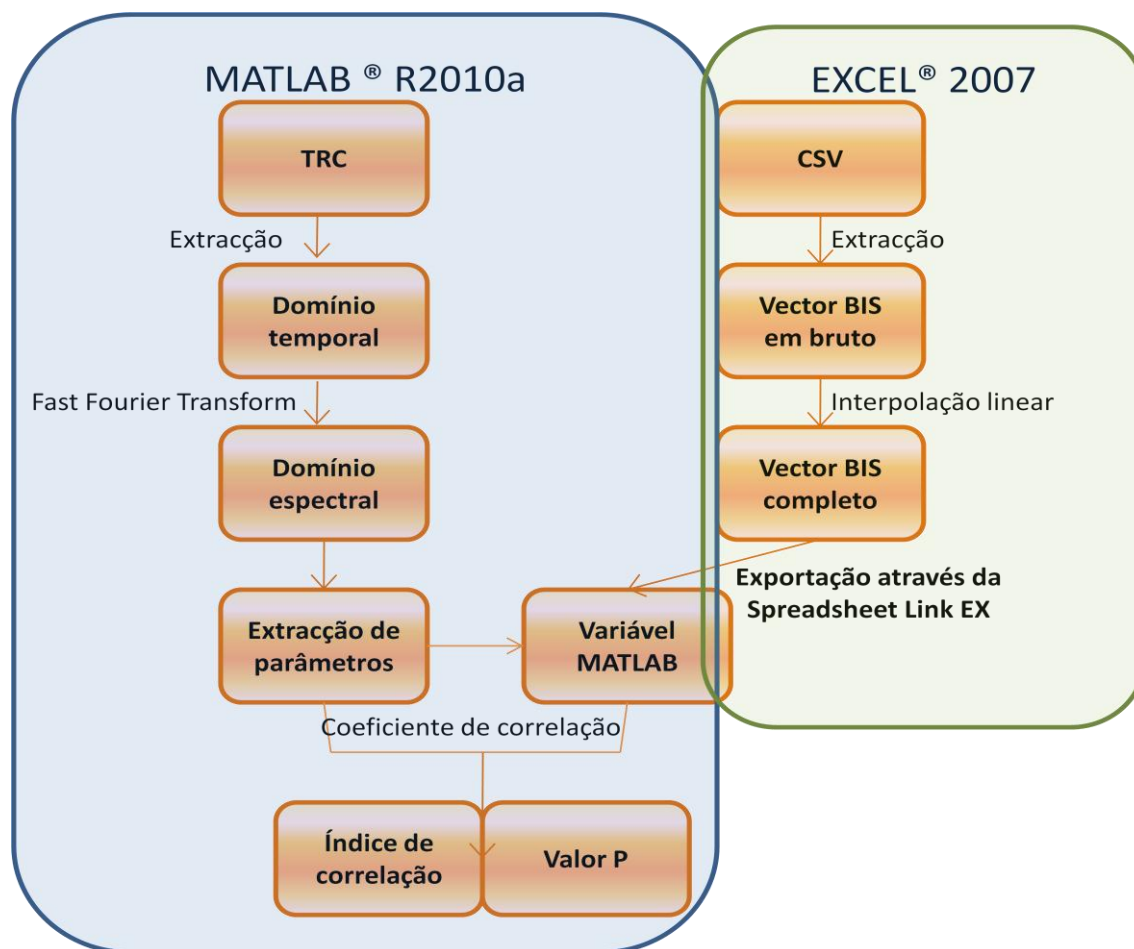 MATLAB ® R2010a
EXCEL® 2007
TRC
CSV
Extracção
Extracção
Domínio
temporal
Vector BIS
em bruto
Fast Fourier Transform
Interpolação linear
Domínio
espectral
Vector BIS
completo
Exportação através da
Spreadsheet Link EX
Extracção de
parâmetros
Variável
MATLAB
Coeficiente de correlação
Índice de
correlação
Valor P